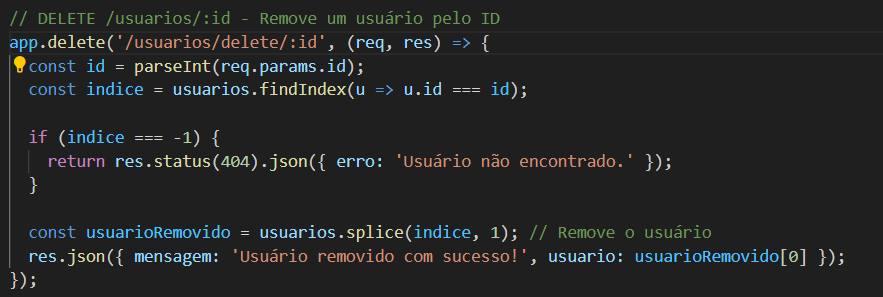 // DELETE /usuarios/:id - Remove um usuário pelo ID
app.delete('/usuarios/delete/:id', (req, res) => {
const id = parseInt(req.params.id);
const indice = usuarios.findIndex(u => u.id === id);
if (indice === -1) {
return res.status(404).json({ erro: 'Usuário não encontrado.' });
}
const usuarioRemovido = usuarios.splice(indice, 1); // Remove o usuário
res.json({ mensagem: 'Usuário removido com sucesso!', usuario: usuarioRemovido[0] });
});